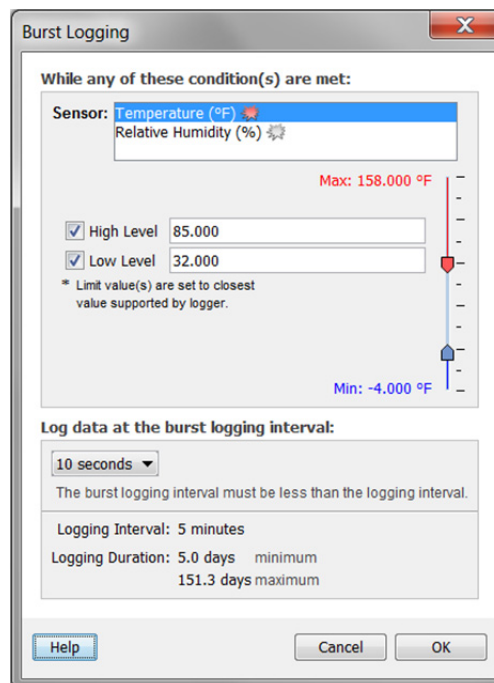 Burst Logging
While any of these condition(s) are met:
Sensor: Temperature (°F)
Relative Humidity (%)
Max: 158.000 °F
High Level 85.000
Low Level 32.000
* Limit value(s) are set to closest
value supported by logger.
Min: -4.000 °F
Log data at the burst logging interval:
10 seconds
The burst logging interval must be less than the logging interval.
Logging Interval: 5 minutes
Logging Duration: 5.0 days minimum
151.3 days maximum
Help Cancel OK